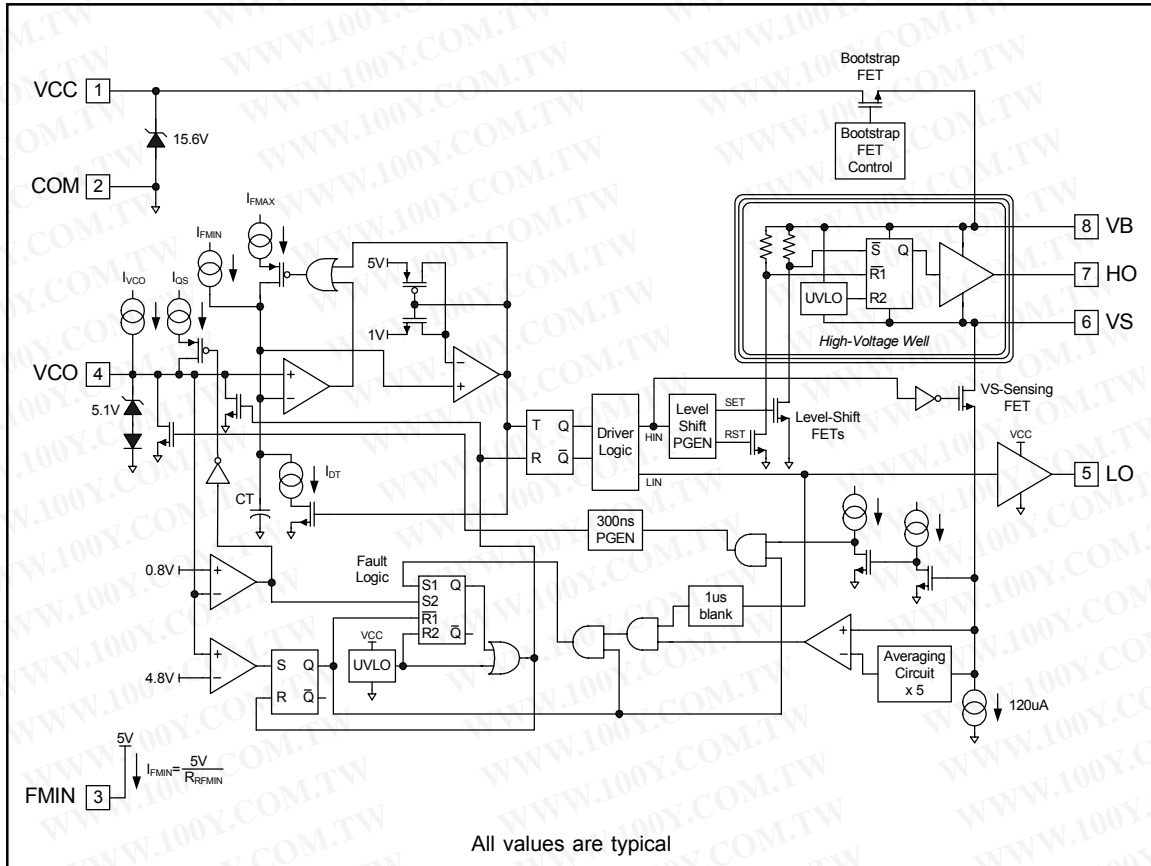 WWW.100Y.COM.TW
VCC 1
15.6V
COM 2
Bootstrap
FET
Bootstrap
FET
Control
IFMAX
IFMIN
IVCO
IQS
5V
1V
VCO 4
5.1V
CT
IDT
S̅ Q
R̅1̅
UVLO
R2
High-Voltage Well
8 VB
7 HO
6 VS
T Q
R Q̅
Driver
Logic
HIN
LIN
Level
Shift
PGEN
SET
RST
Level-Shift
FETs
VS-Sensing
FET
VCC
5 LO
300ns
PGEN
1us
blank
0.8V
4.8V
Fault
Logic
S1 Q
S2
R̅1̅
R2 Q̅
VCC
UVLO
S Q
R Q̅
Averaging
Circuit
x 5
120uA
5V
IFMIN= 5V
RRFMIN
FMIN 3
All values are typical